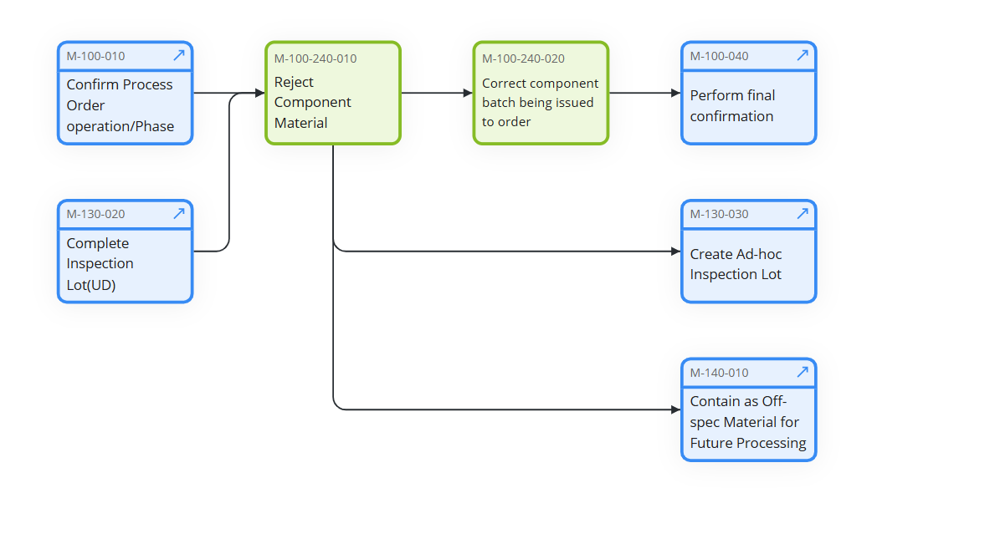 M-100-010
Confirm Process
Order
operation/Phase
M-100-240-010
Reject
Component
Material
M-100-240-020
Correct component
batch being issued
to order
M-100-040
Perform final
confirmation
M-130-020
Complete
Inspection
Lot(UD)
M-130-030
Create Ad-hoc
Inspection Lot
M-140-010
Contain as Off-
spec Material for
Future Processing